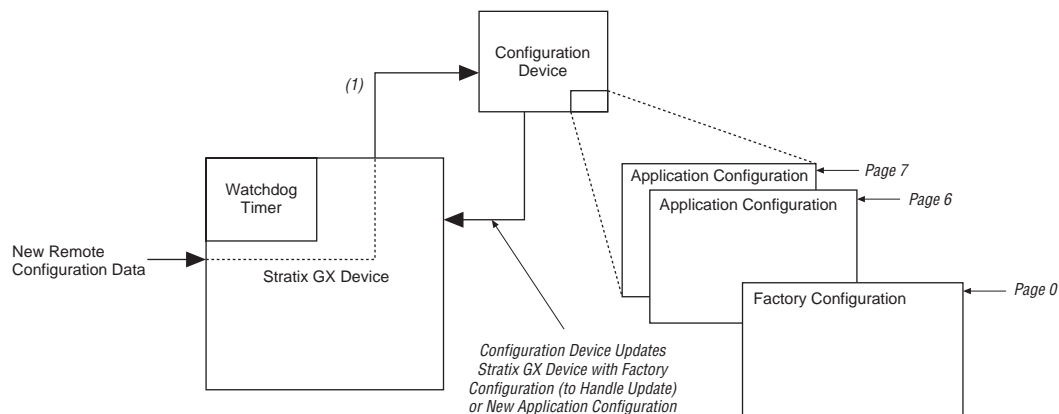 Configuration
Device
(1)
Application Configuration
Page 7
Watchdog
Timer
Application Configuration
Page 6
New Remote
Configuration Data
Stratix GX Device
Factory Configuration
Page 0
Configuration Device Updates
Stratix GX Device with Factory
Configuration (to Handle Update)
or New Application Configuration